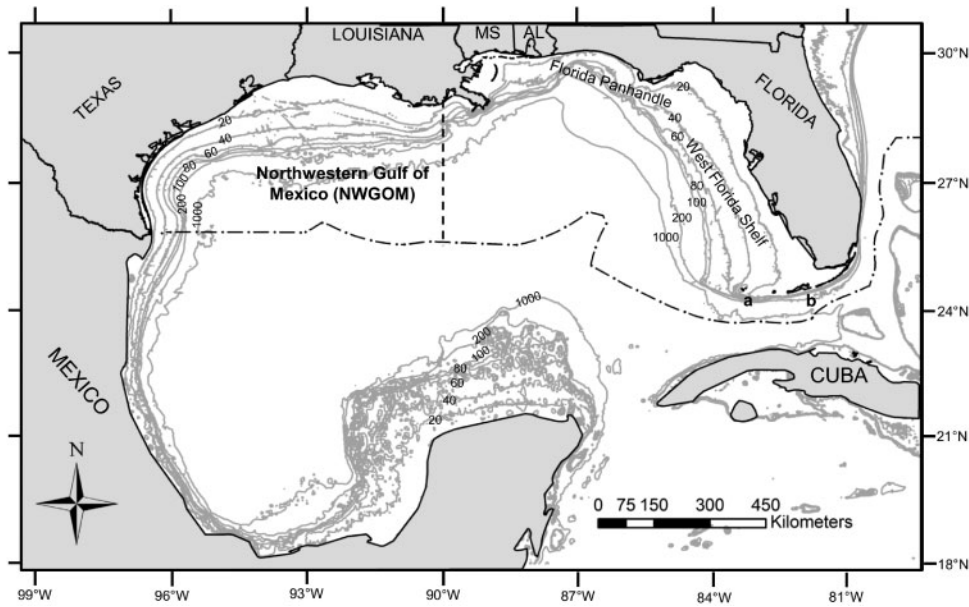 LOUISIANA
MS
AL
TEXAS
FLORIDA
Florida Panhandle
West Florida Shelf
Northwestern Gulf of
Mexico (NWGOM)
MEXICO
CUBA
20
40
60
80
100
200
1000
20
40
60
80
100
200
1000
1000
200
100
80
60
40
20
a
b
N
0 75 150 300 450
Kilometers
30°N
27°N
24°N
21°N
18°N
99°W 96°W 93°W 90°W 87°W 84°W 81°W